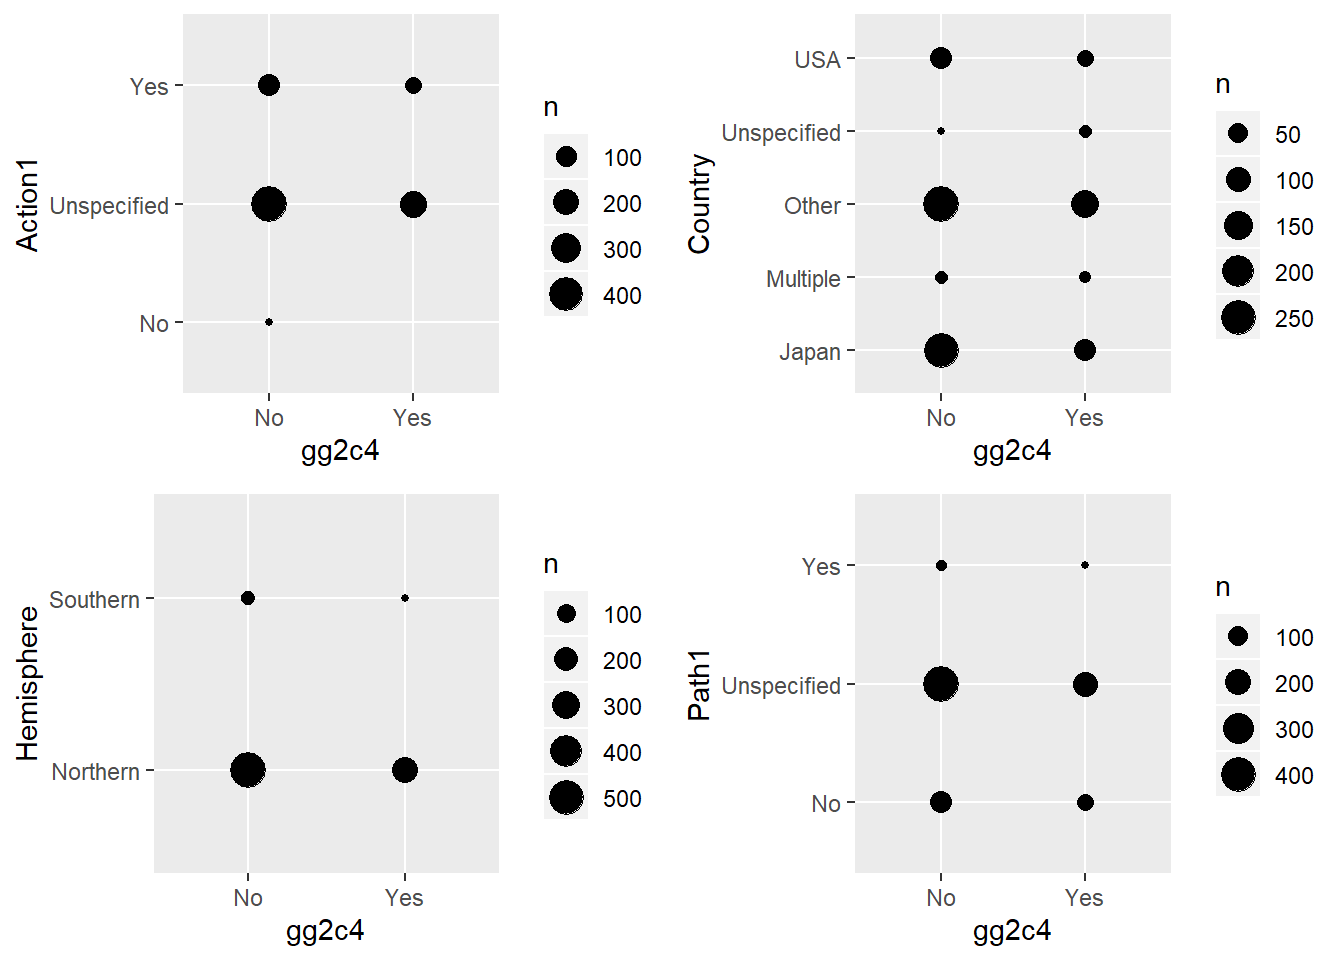 Action1
Yes
Unspecified
No
No Yes
gg2c4
n
100
200
300
400
Country
USA
Unspecified
Other
Multiple
Japan
No Yes
gg2c4
n
50
100
150
200
250
Hemisphere
Southern
Northern
No Yes
gg2c4
n
100
200
300
400
500
Path1
Yes
Unspecified
No
No Yes
gg2c4
n
100
200
300
400